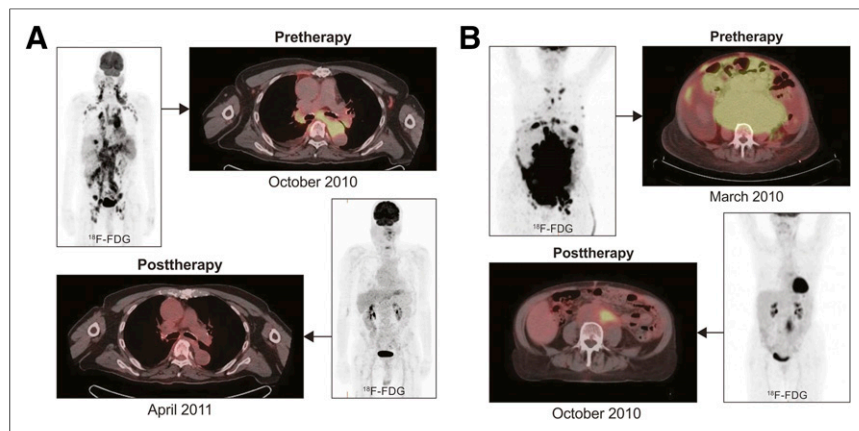 A
Pretherapy
October 2010
¹⁸F-FDG
Posttherapy
April 2011
¹⁸F-FDG
B
Pretherapy
March 2010
¹⁸F-FDG
Posttherapy
October 2010
¹⁸F-FDG